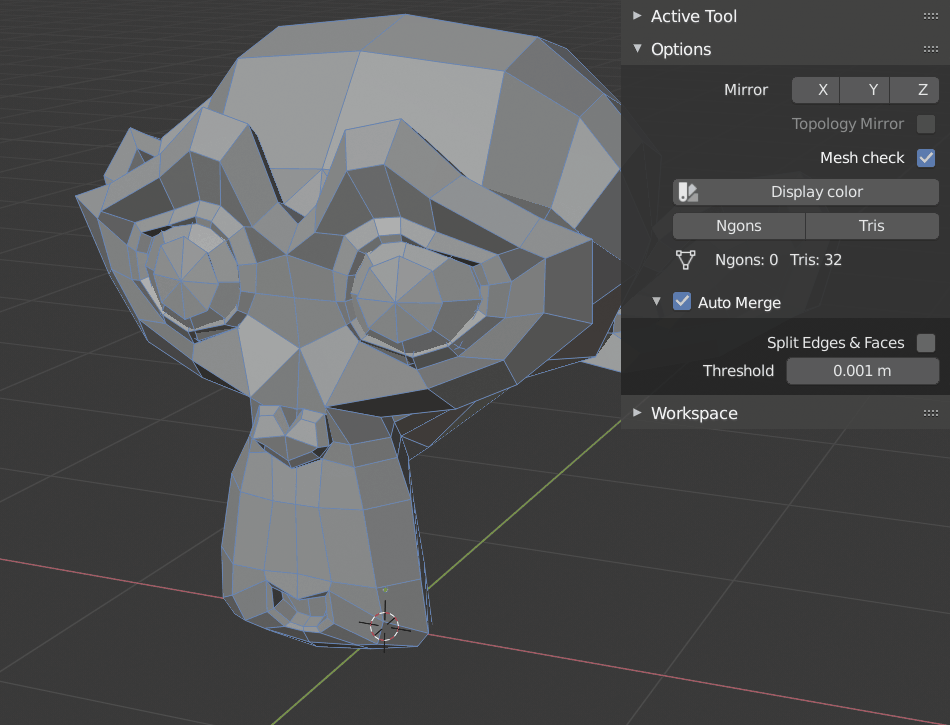 Active Tool
Options
Mirror X Y Z
Topology Mirror
Mesh check
Display color
Ngons Tris
Ngons: 0 Tris: 32
Auto Merge
Split Edges & Faces
Threshold 0.001 m
Workspace